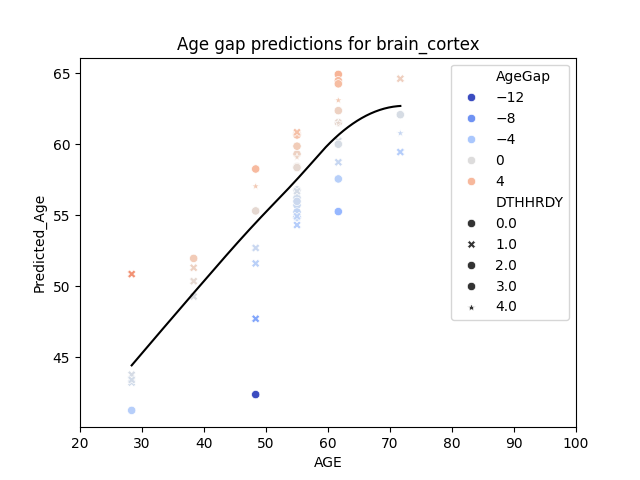 Age gap predictions for brain_cortex
Predicted_Age
65
60
55
50
45
20 30 40 50 60 70 80 90 100
AGE
AgeGap
−12
−8
−4
0
4
DTHHRDY
0.0
1.0
2.0
3.0
4.0